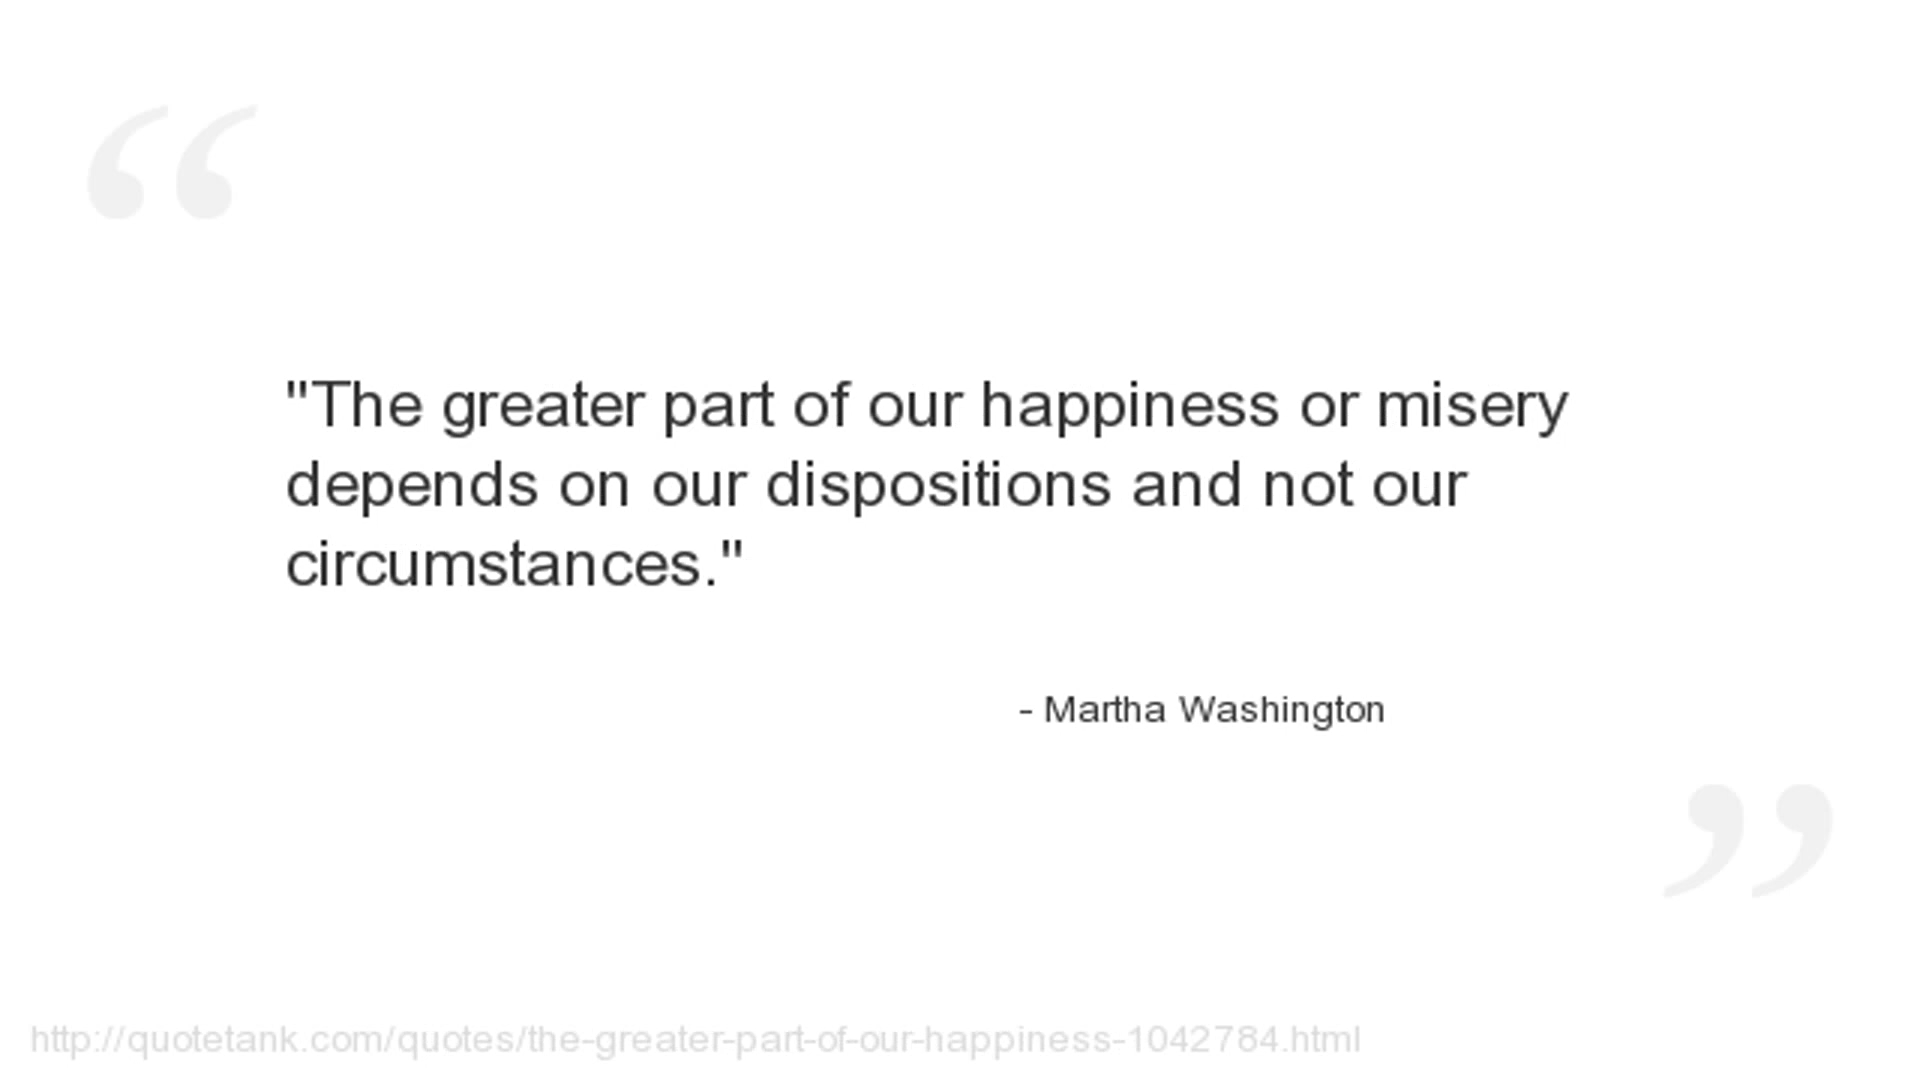 "The greater part of our happiness or misery
depends on our dispositions and not our
circumstances."
- Martha Washington
http://quotetank.com/quotes/the-greater-part-of-our-happiness-1042784.html